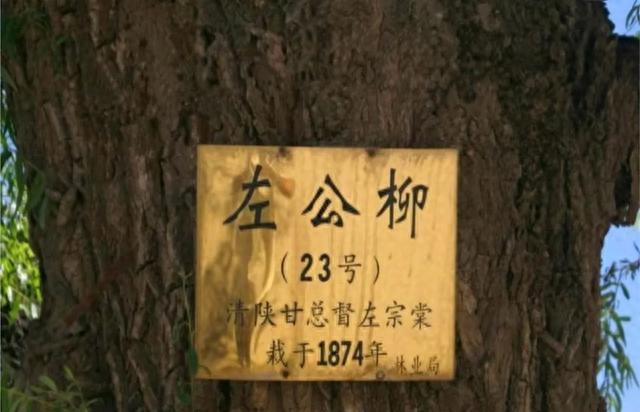 左公柳
（23号）
清陕甘总督左宗棠
栽于1874年
林业局